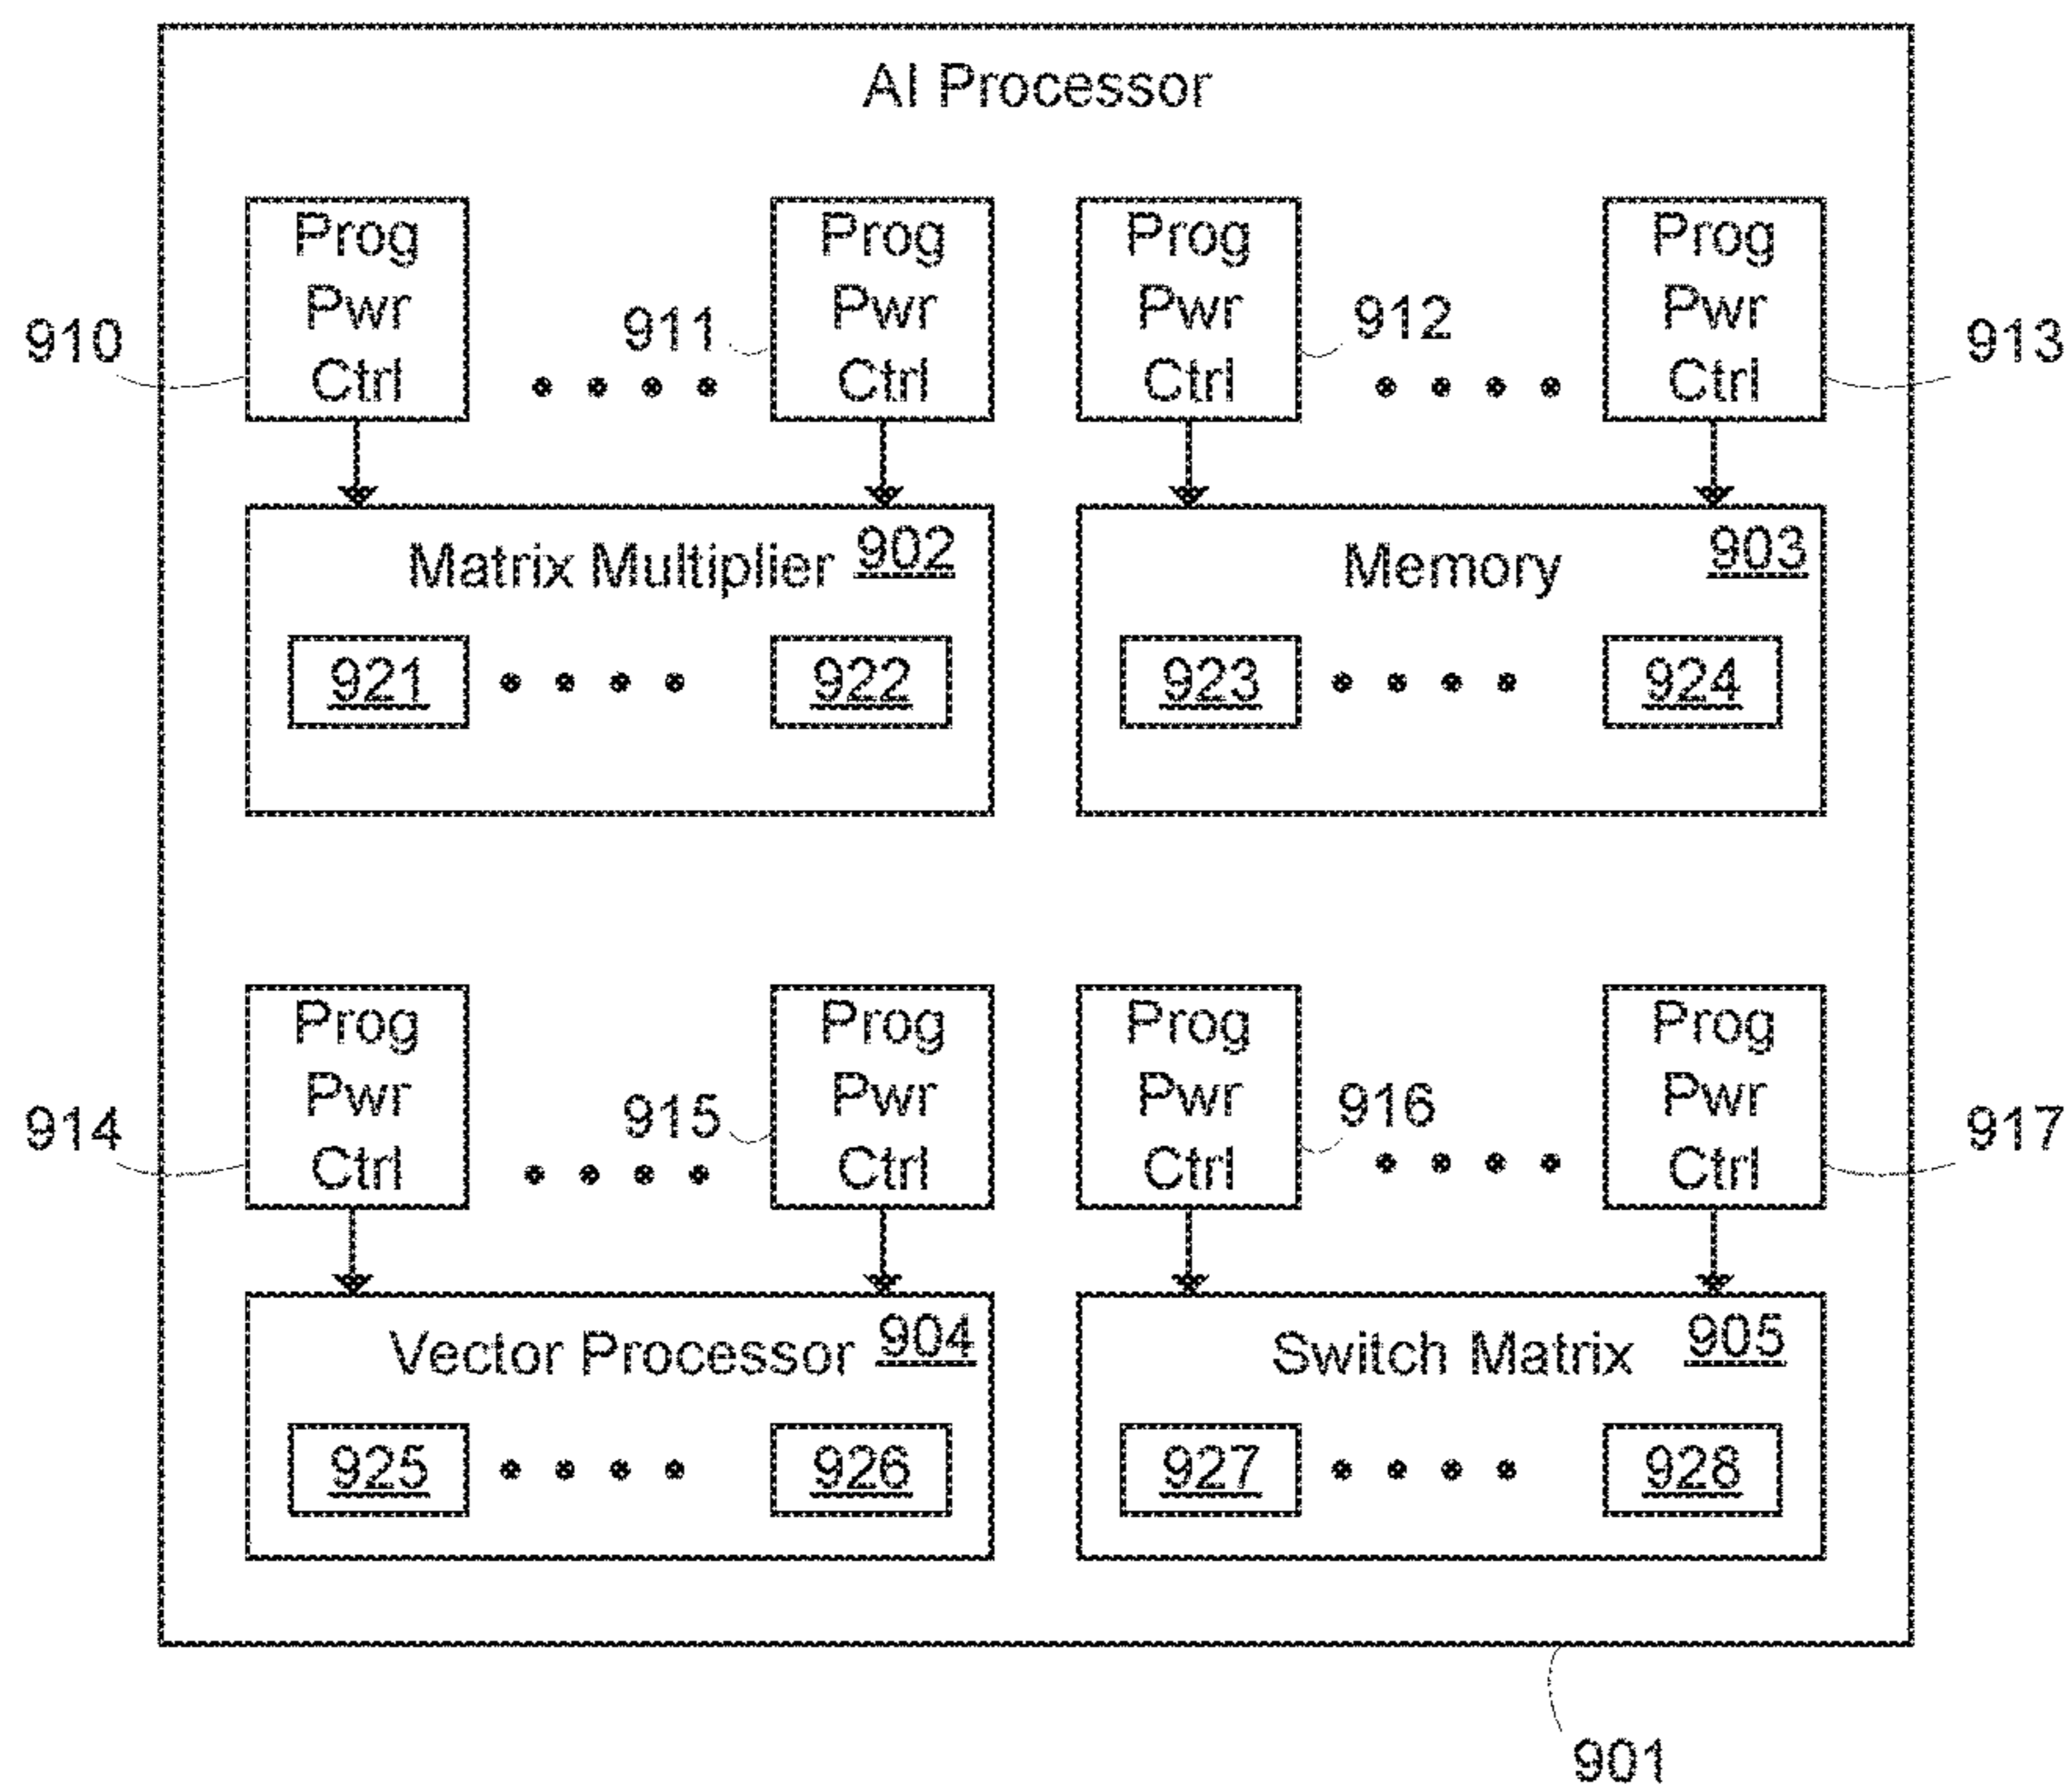 AI Processor
Prog
Pwr
Ctrl
910
Prog
Pwr
Ctrl
911
Prog
Pwr
Ctrl
912
Prog
Pwr
Ctrl
913
Matrix Multiplier 902
921
922
Memory 903
923
924
Prog
Pwr
Ctrl
914
Prog
Pwr
Ctrl
915
Prog
Pwr
Ctrl
916
Prog
Pwr
Ctrl
917
Vector Processor 904
925
926
Switch Matrix 905
927
928
901